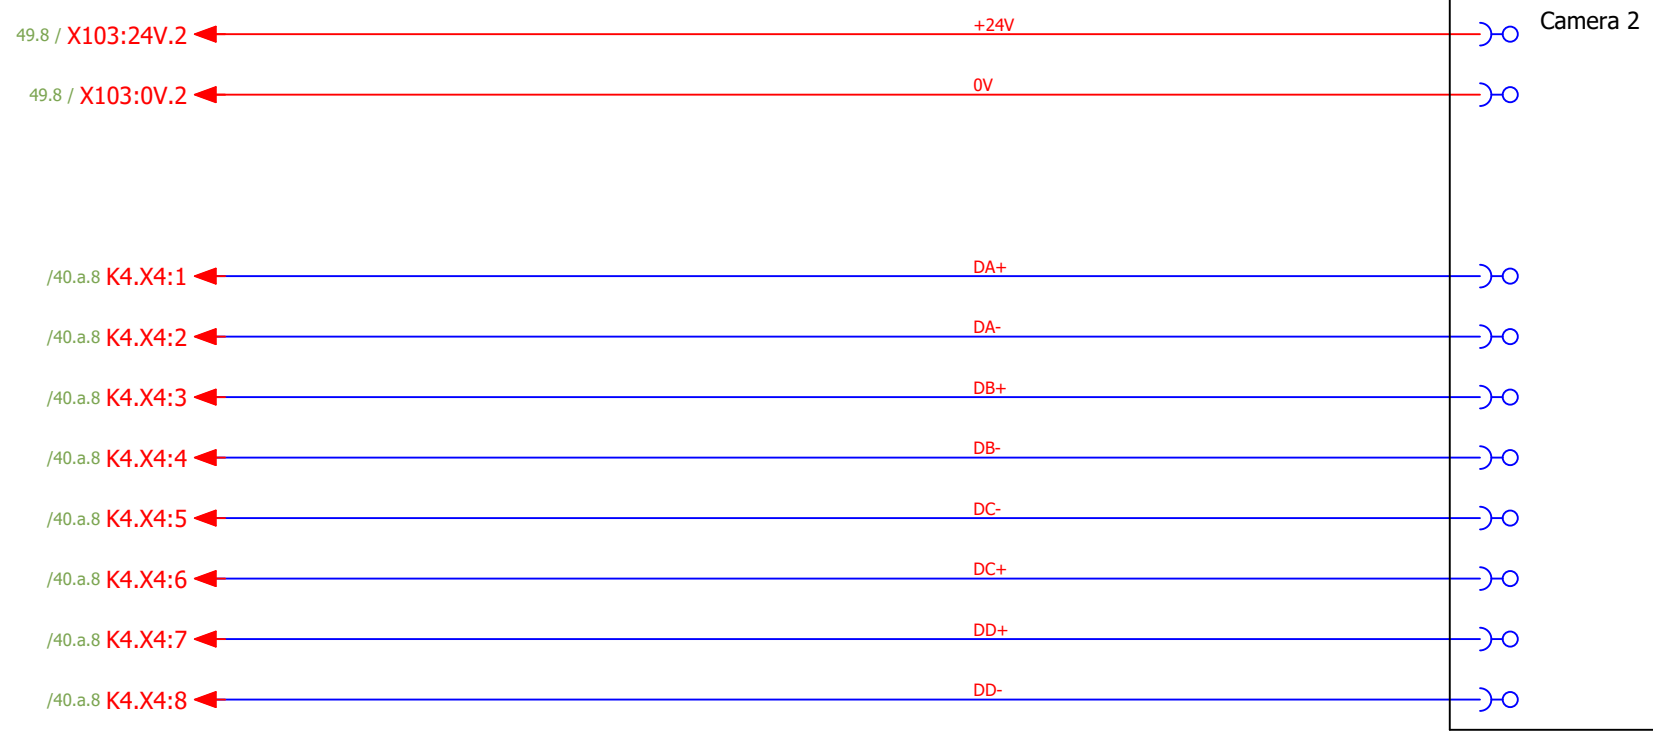 49.8 / X103:24V.2 +24V Camera 2
49.8 / X103:0V.2 0V
/40.a.8 K4.X4:1 DA+
/40.a.8 K4.X4:2 DA-
/40.a.8 K4.X4:3 DB+
/40.a.8 K4.X4:4 DB-
/40.a.8 K4.X4:5 DC-
/40.a.8 K4.X4:6 DC+
/40.a.8 K4.X4:7 DD+
/40.a.8 K4.X4:8 DD-